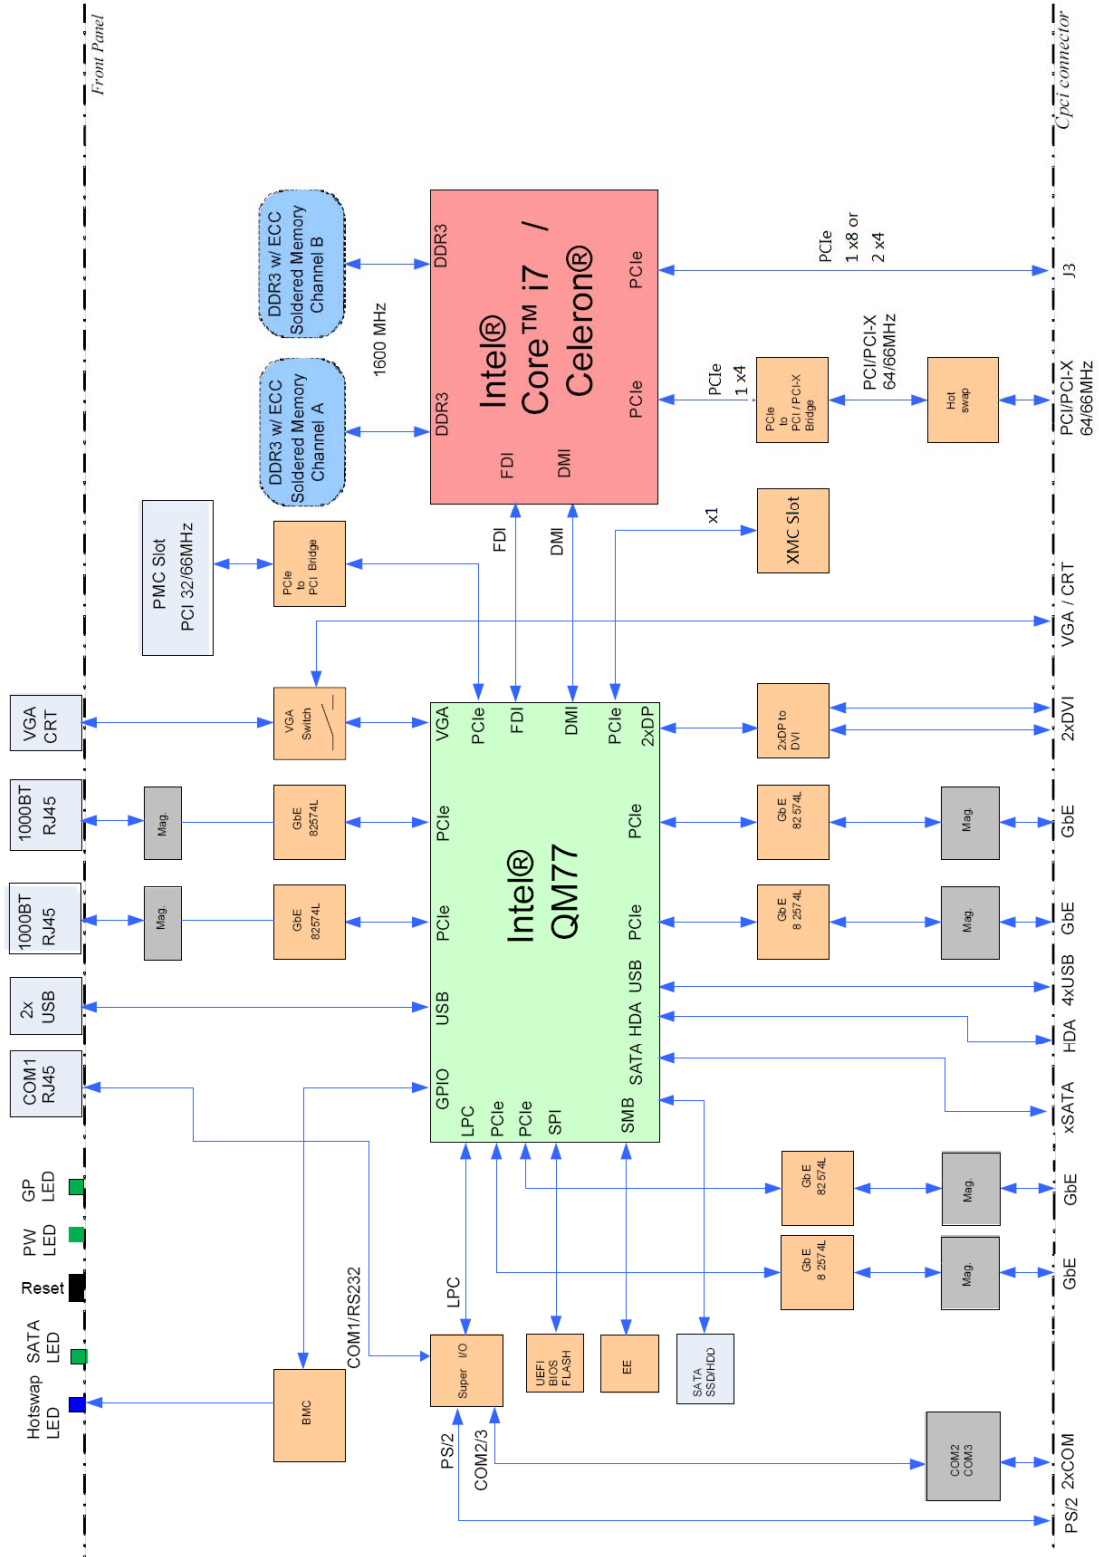 Front Panel
VGA
CRT
1000BT
RJ45
1000BT
RJ45
2x
USB
COM1
RJ45
GP
LED
PW
LED
Reset
SATA
LED
Hotswap
LED
PMC Slot
PCI 32/66MHz
Mag.
Mag.
DDR3 w/ ECC
Soldered Memory
Channel B
DDR3 w/ ECC
Soldered Memory
Channel A
1600 MHz
PCIe
to
PCI Bridge
VGA
Switch
GbE
82574L
GbE
82574L
BMC
COM1/RS232
DDR3
DDR3
Intel®
Core™ i7 /
Celeron®
PCIe
PCIe
FDI
DMI
FDI
DMI
VGA
PCIe
FDI
DMI
PCIe
2xDP
PCIe
PCIe
Intel®
QM77
PCIe
PCIe
USB
GPIO
LPC
PCIe
PCIe
SPI
SMB
SATA
HDA
USB
LPC
Super I/O
UEFI
BIOS
FLASH
EE
SATA
SSD/HDD
PS/2
COM2/3
PCIe
1 x8 or
2 x4
PCIe
1 x4
PCIe
to
PCI / PCI-X
Bridge
PCI/PCI-X
64/66MHz
Hot
swap
x1
XMC Slot
2xDP to
DVI
GbE
82574L
Mag.
GbE
8 2574L
Mag.
GbE
82574L
Mag.
GbE
8 2574L
Mag.
COM2
COM3
Cpci connector
J3
PCI/PCI-X
64/66MHz
VGA / CRT
2xDVI
GbE
GbE
4xUSB
HDA
xSATA
GbE
GbE
2xCOM
PS/2